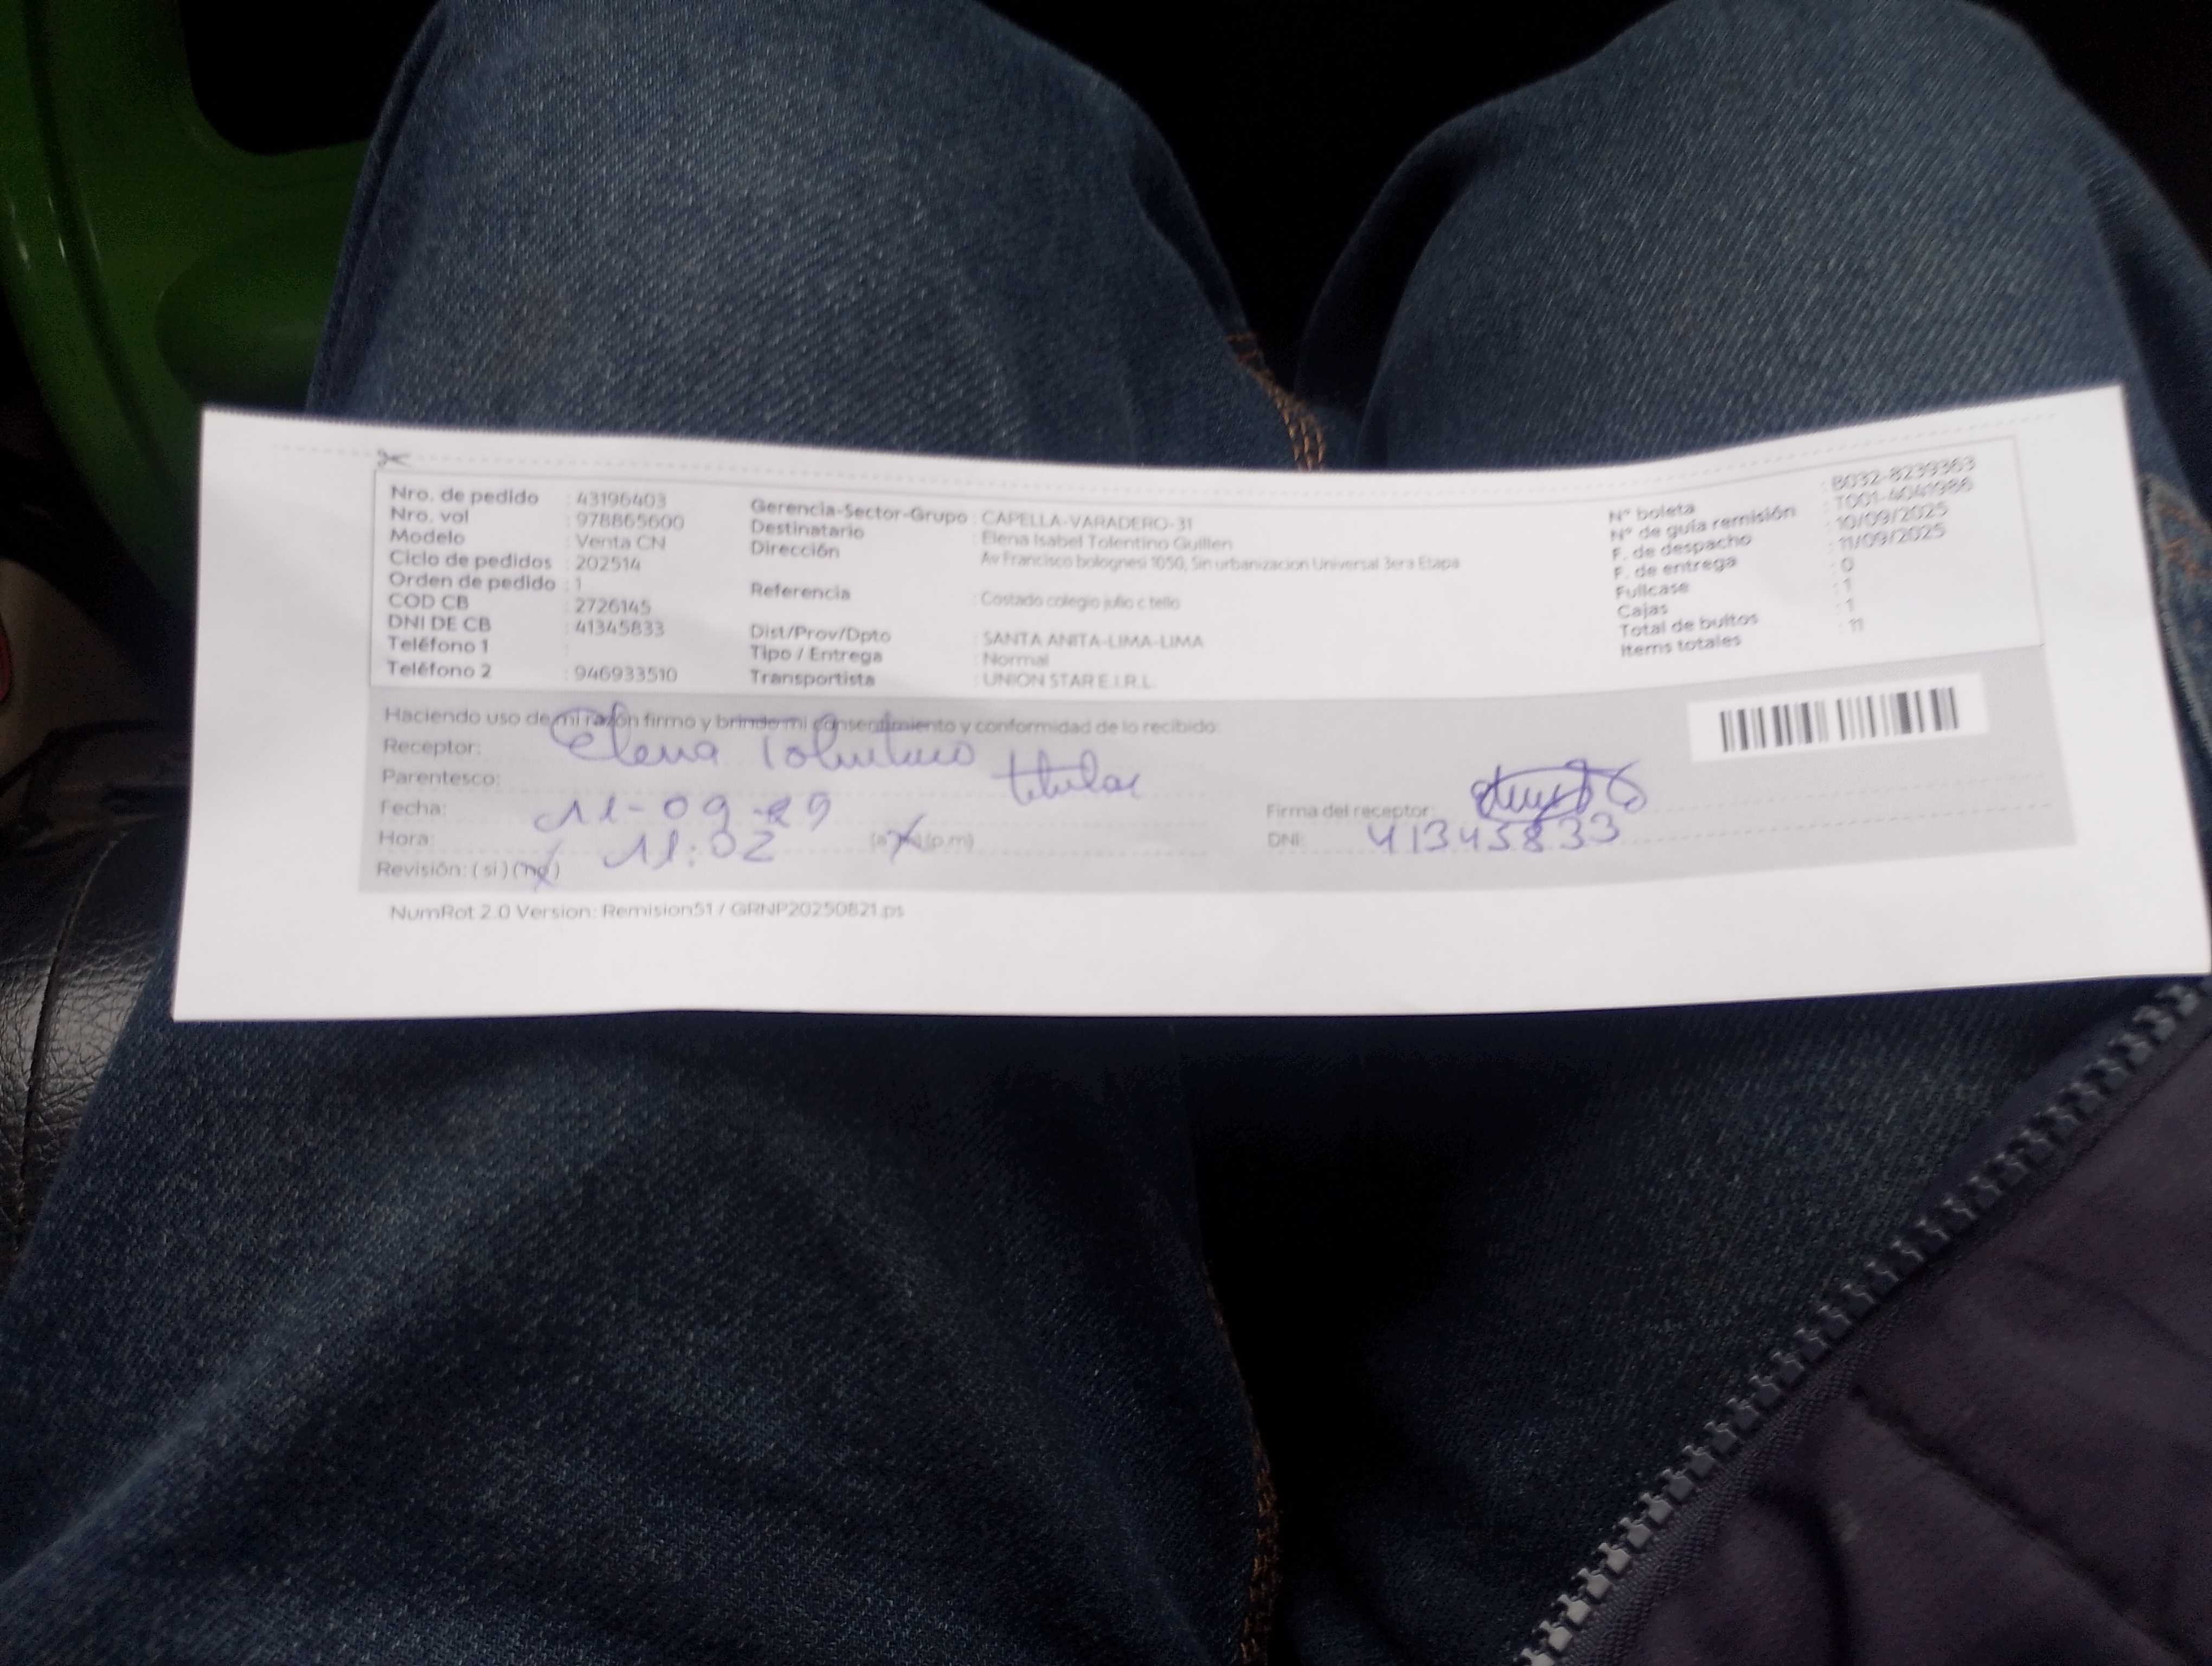 Nro. de pedido : 43196403
Nro. vol : 978865600
Modelo : Venta CN
Ciclo de pedidos : 202514
Orden de pedido : 1
COD CB : 2726145
DNI DE CB : 41345833
Teléfono 1 :
Teléfono 2 : 946933510
Gerencia-Sector-Grupo : CAPELLA-VARADERO-31
Destinatario : Elena Isabel Tolentino Guillen
Dirección : Av Francisco bolognesi 1050, Sin urbanizacion Universal 3era Etapa
Referencia : Costado colegio julio c tello
Dist/Prov/Dpto : SANTA ANITA-LIMA-LIMA
Tipo / Entrega : Normal
Transportista : UNION STAR E.I.R.L.
N° boleta : B032-8239363
N° de guía remisión : T001-4041986
F. de despacho : 10/09/2025
F. de entrega : 11/09/2025
Fullcase : 0
Cajas : 1
Total de bultos : 1
Items totales : 11
Haciendo uso de mi razón firmo y brindo mi consentimiento y conformidad de lo recibido:
Receptor: Elena Tolentino
Parentesco: titular
Fecha: 11-09
Hora: 11:02 (p.m)
Revisión: (si) (no)
Firma del receptor:
DNI: 41345833
NumRot 2.0 Version: Remision51 / GRNP20250821.ps